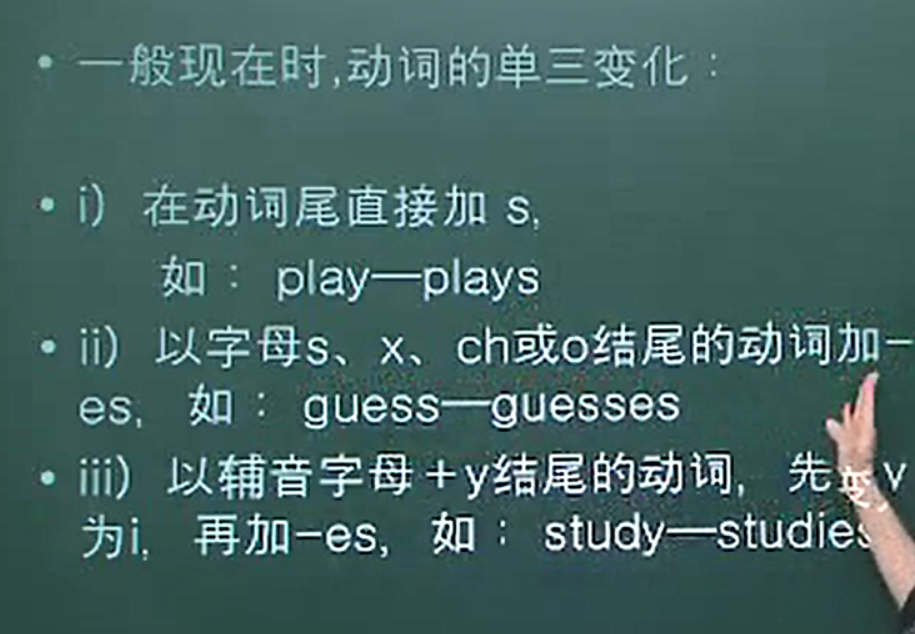 一般现在时,动词的单三变化：
i) 在动词尾直接加 s,
如： play—plays
ii) 以字母s、x、ch或o结尾的动词加-
es, 如： guess—guesses
iii) 以辅音字母+y结尾的动词, 先变y
为i, 再加-es, 如： study—studies